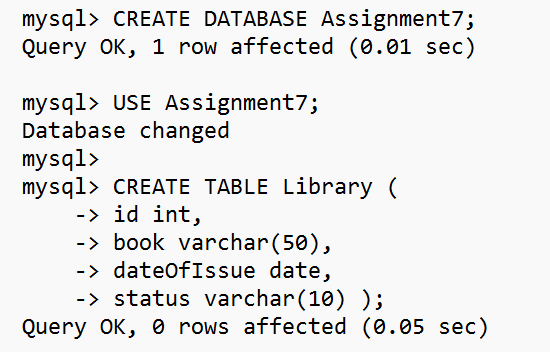 mysql> CREATE DATABASE Assignment7;
Query OK, 1 row affected (0.01 sec)
mysql> USE Assignment7;
Database changed
mysql>
mysql> CREATE TABLE Library (
    -> id int,
    -> book varchar(50),
    -> dateOfIssue date,
    -> status varchar(10) );
Query OK, 0 rows affected (0.05 sec)